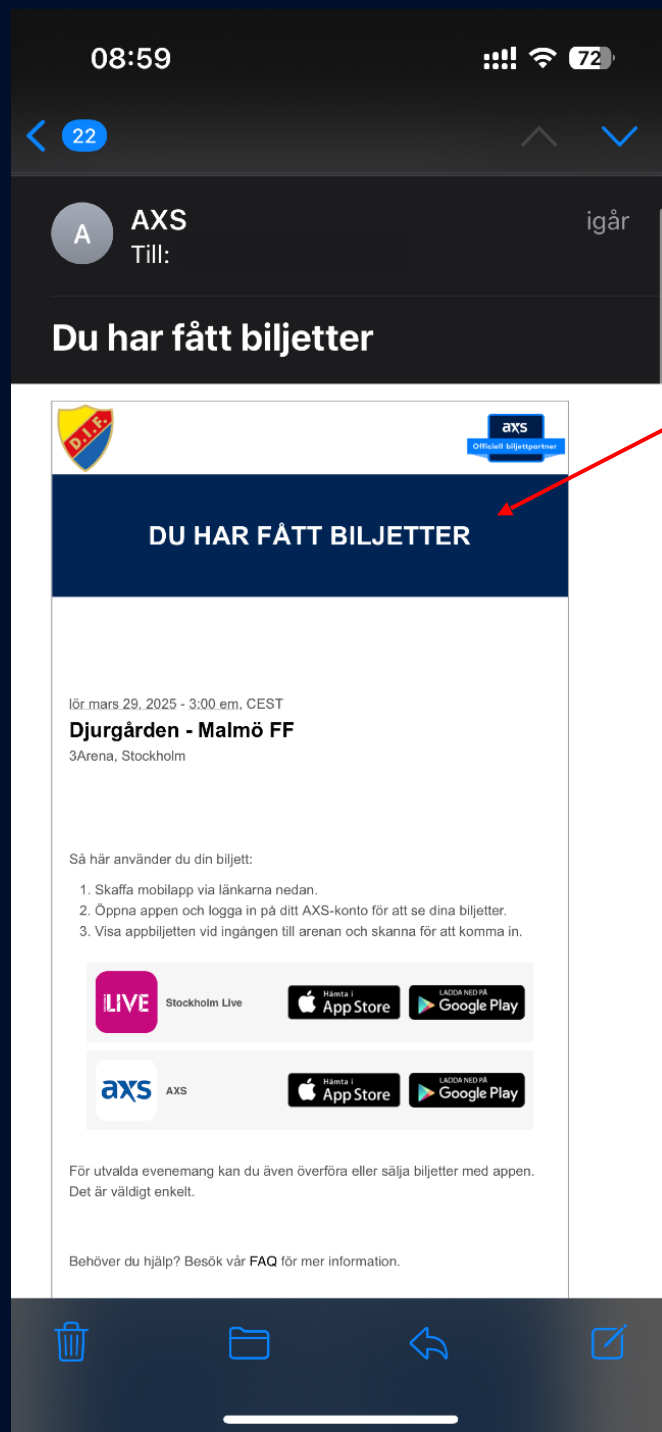 08:59
72
22
A
AXS
igår
Till:
Du har fått biljetter
D.I.F.
axs
Officiell biljettpartner
DU HAR FÅTT BILJETTER
lör mars 29, 2025 - 3:00 em, CEST
Djurgården - Malmö FF
3Arena, Stockholm
Så här använder du din biljett:
1. Skaffa mobilapp via länkarna nedan.
2. Öppna appen och logga in på ditt AXS-konto för att se dina biljetter.
3. Visa appbiljetten vid ingången till arenan och skanna för att komma in.
LIVE
Stockholm Live
Hämta i
App Store
LADDA NED PÅ
Google Play
axs
AXS
Hämta i
App Store
LADDA NED PÅ
Google Play
För utvalda evenemang kan du även överföra eller sälja biljetter med appen.
Det är väldigt enkelt.
Behöver du hjälp? Besök vår FAQ för mer information.